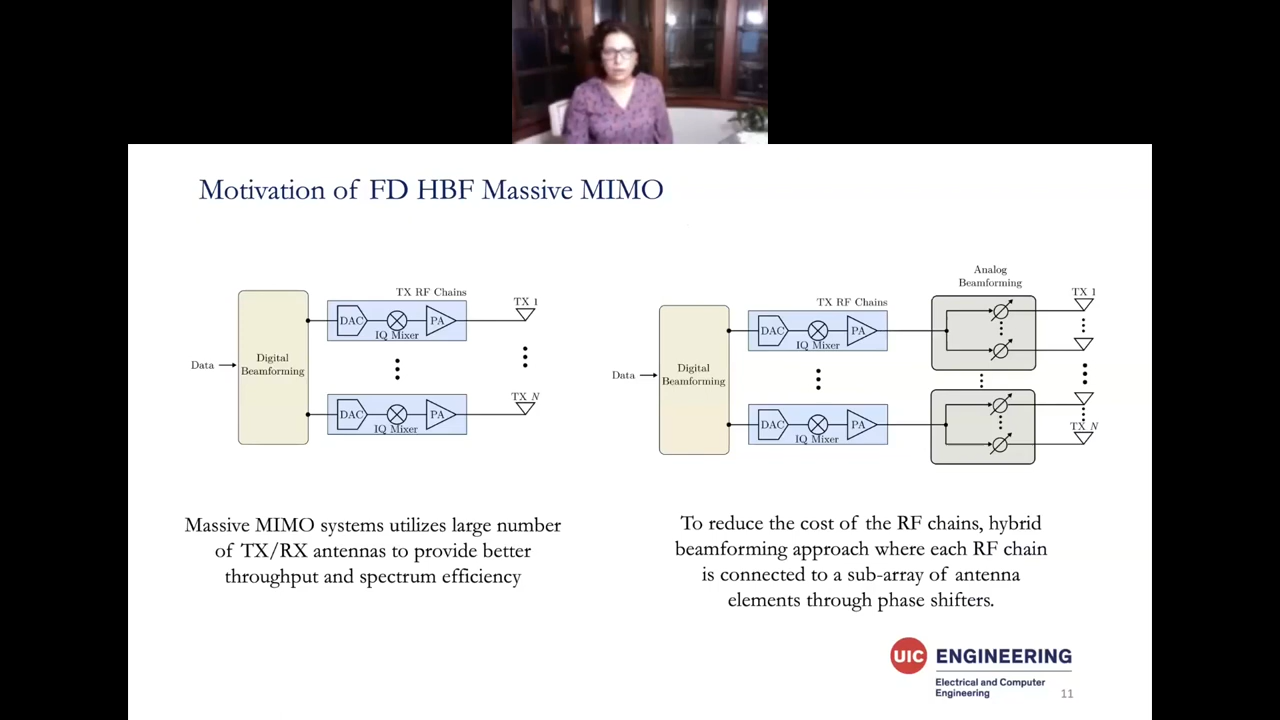 Motivation of FD HBF Massive MIMO
TX RF Chains
TX 1
DAC
IQ Mixer
PA
Data
Digital
Beamforming
TX N
DAC
IQ Mixer
PA
Analog
Beamforming
TX RF Chains
TX 1
DAC
IQ Mixer
PA
Data
Digital
Beamforming
DAC
IQ Mixer
PA
TX N
Massive MIMO systems utilizes large number
of TX/RX antennas to provide better
throughput and spectrum efficiency
To reduce the cost of the RF chains, hybrid
beamforming approach where each RF chain
is connected to a sub-array of antenna
elements through phase shifters.
UIC ENGINEERING
Electrical and Computer
Engineering
11